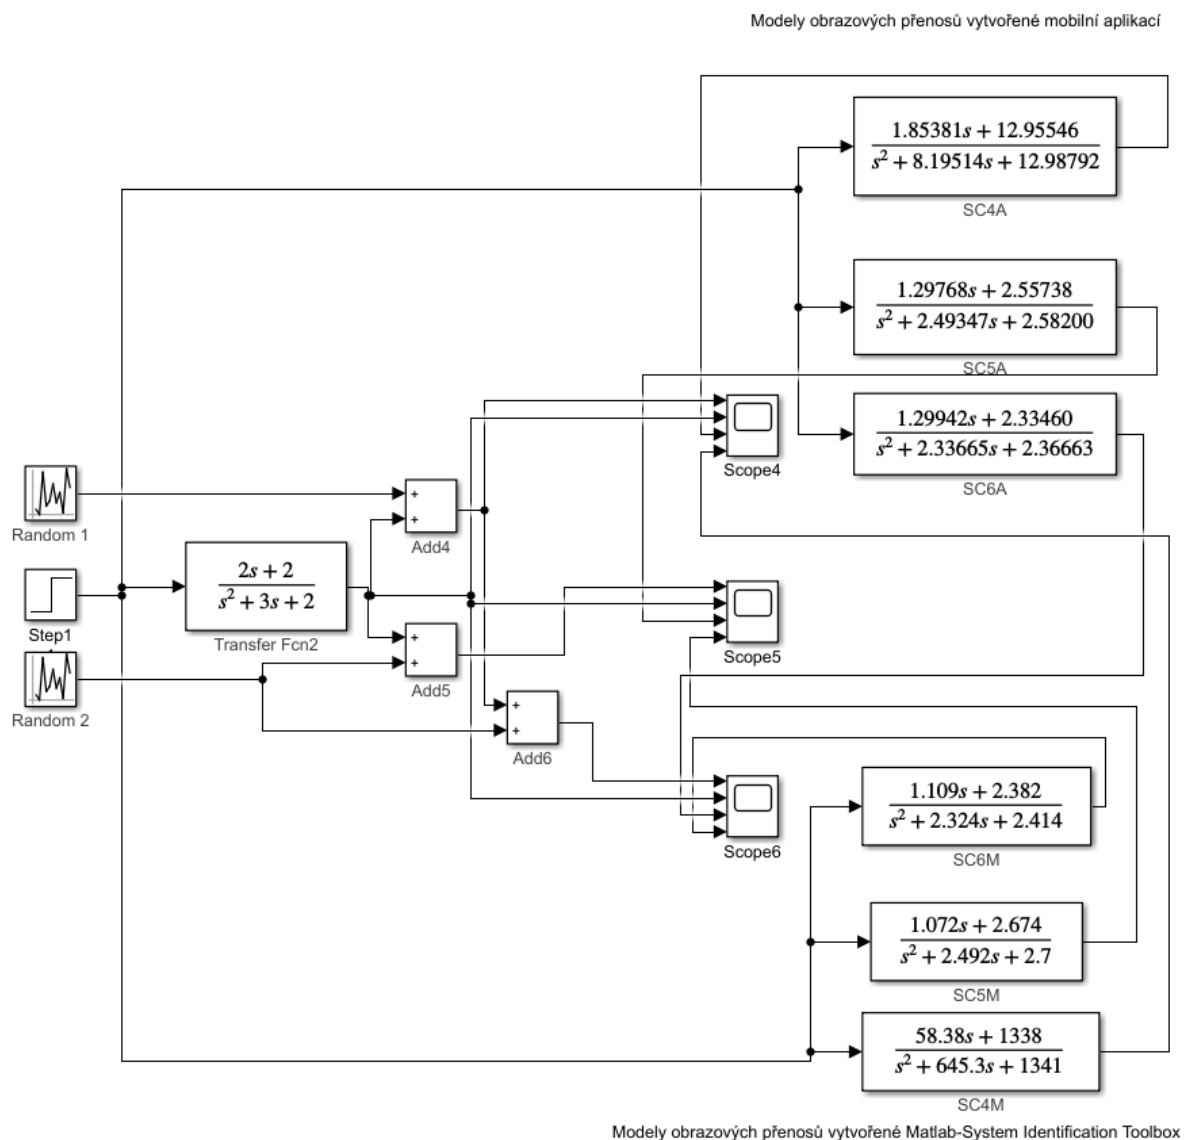 Modely obrazových přenosů vytvořené mobilní aplikací
1.85381s + 12.95546
s² + 8.19514s + 12.98792
SC4A
1.29768s + 2.55738
s² + 2.49347s + 2.58200
SC5A
1.29942s + 2.33460
s² + 2.33665s + 2.36663
SC6A
Scope4
Random 1
+
+
Add4
2s + 2
s² + 3s + 2
Transfer Fcn2
Step1
+
+
Add5
Scope5
Random 2
+
+
Add6
Scope6
1.109s + 2.382
s² + 2.324s + 2.414
SC6M
1.072s + 2.674
s² + 2.492s + 2.7
SC5M
58.38s + 1338
s² + 645.3s + 1341
SC4M
Modely obrazových přenosů vytvořené Matlab-System Identification Toolbox